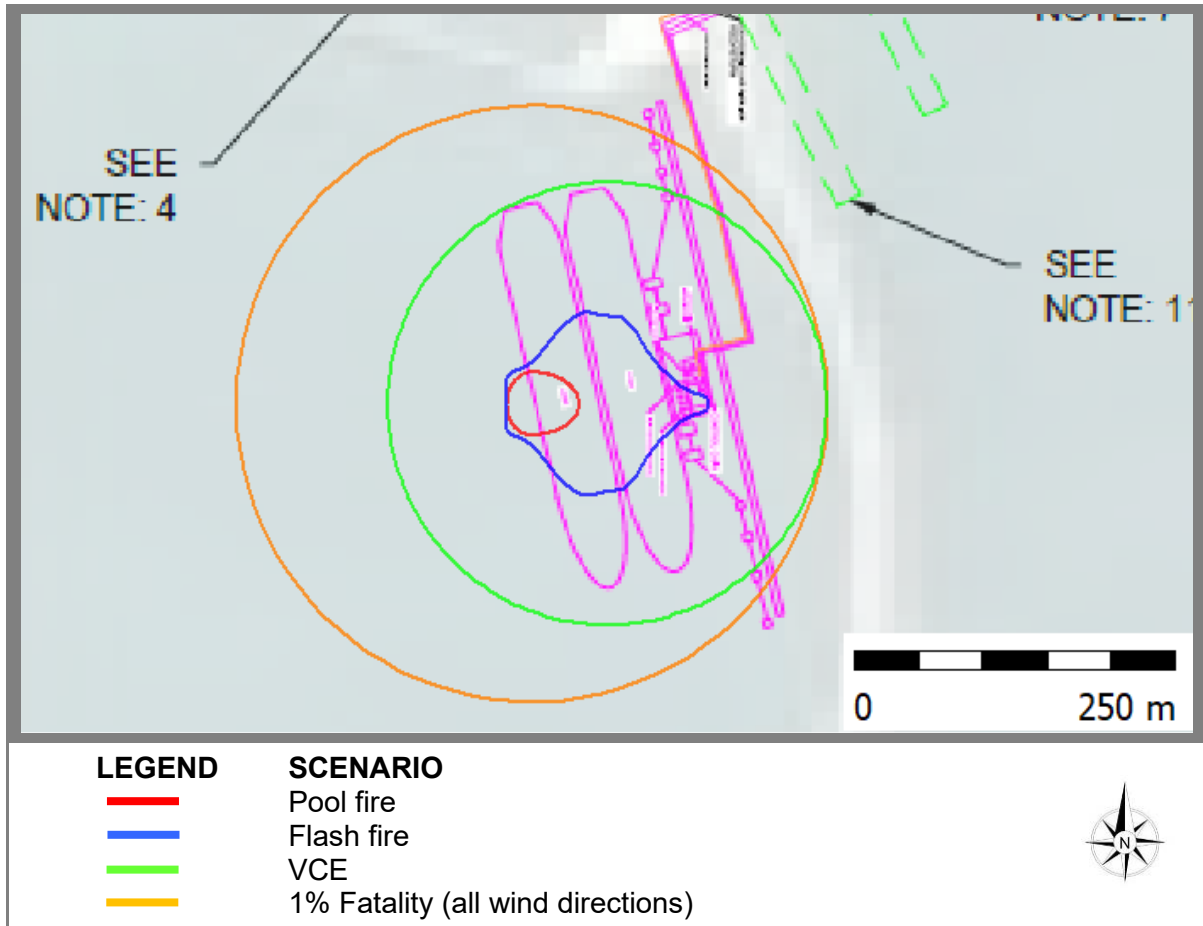 SEE
NOTE: 4
SEE
NOTE: 11
0
250 m
LEGEND
SCENARIO
Pool fire
Flash fire
VCE
1% Fatality (all wind directions)
N